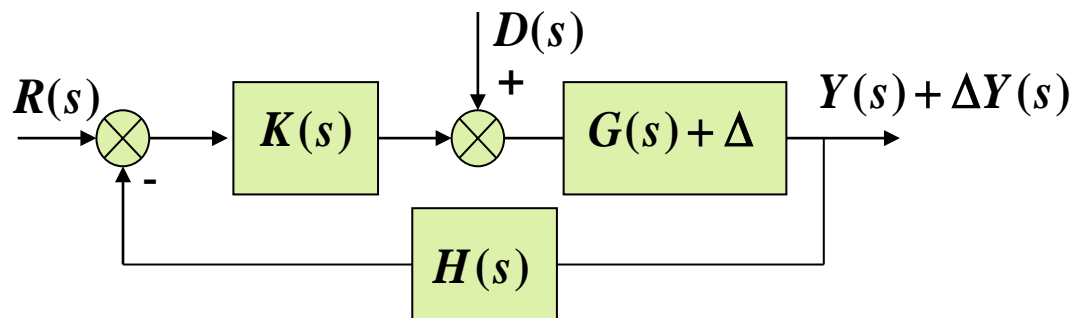 D(s)
+
R(s)
K(s)
G(s) + Δ
Y(s) + ΔY(s)
-
H(s)